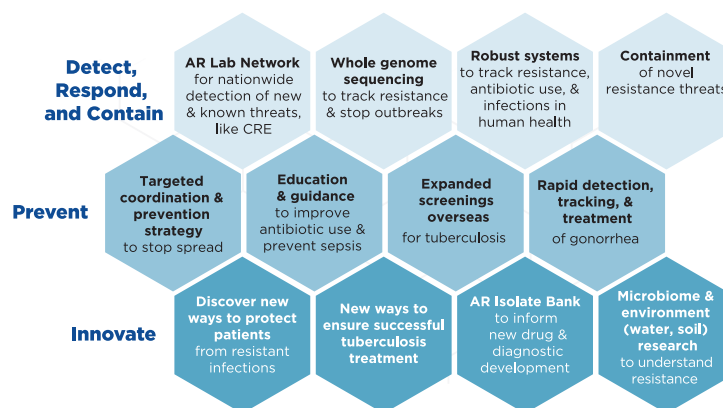 Detect,
Respond,
and Contain
AR Lab Network
for nationwide
detection of new
& known threats,
like CRE
Whole genome
sequencing
to track resistance
& stop outbreaks
Robust systems
to track resistance,
antibiotic use, &
infections in
human health
Containment
of novel
resistance threats
Prevent
Targeted
coordination &
prevention
strategy
to stop spread
Education
& guidance
to improve
antibiotic use &
prevent sepsis
Expanded
screenings
overseas
for tuberculosis
Rapid detection,
tracking, &
treatment
of gonorrhea
Innovate
Discover new
ways to protect
patients
from resistant
infections
New ways to
ensure successful
tuberculosis
treatment
AR Isolate Bank
to inform
new drug &
diagnostic
development
Microbiome &
environment
(water, soil)
research
to understand
resistance